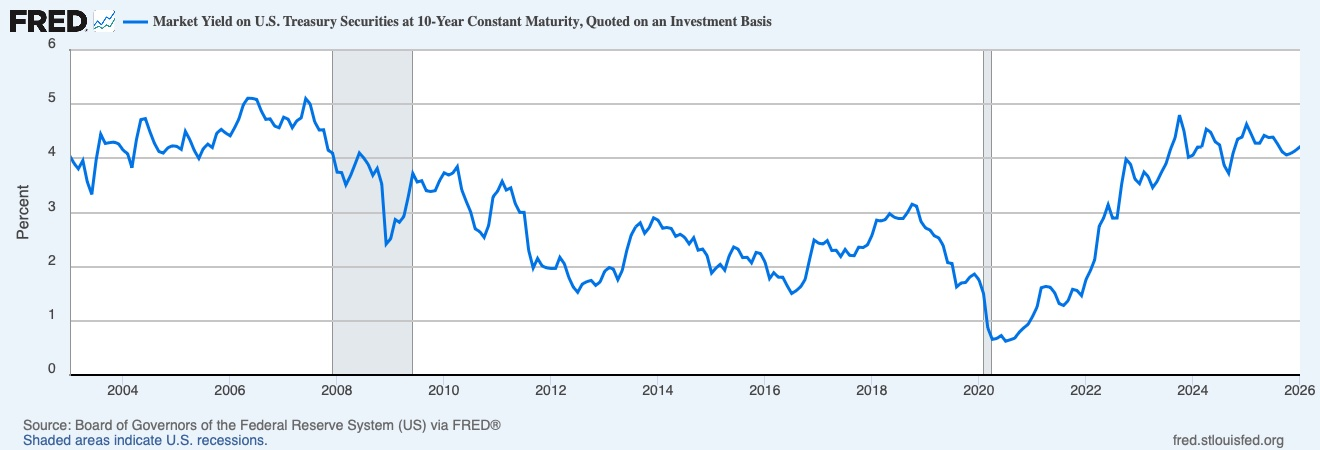 FRED Market Yield on U.S. Treasury Securities at 10-Year Constant Maturity, Quoted on an Investment Basis
6
5
4
3
2
1
0
Percent
2004 2006 2008 2010 2012 2014 2016 2018 2020 2022 2024 2026
Source: Board of Governors of the Federal Reserve System (US) via FRED®
Shaded areas indicate U.S. recessions. fred.stlouisfed.org